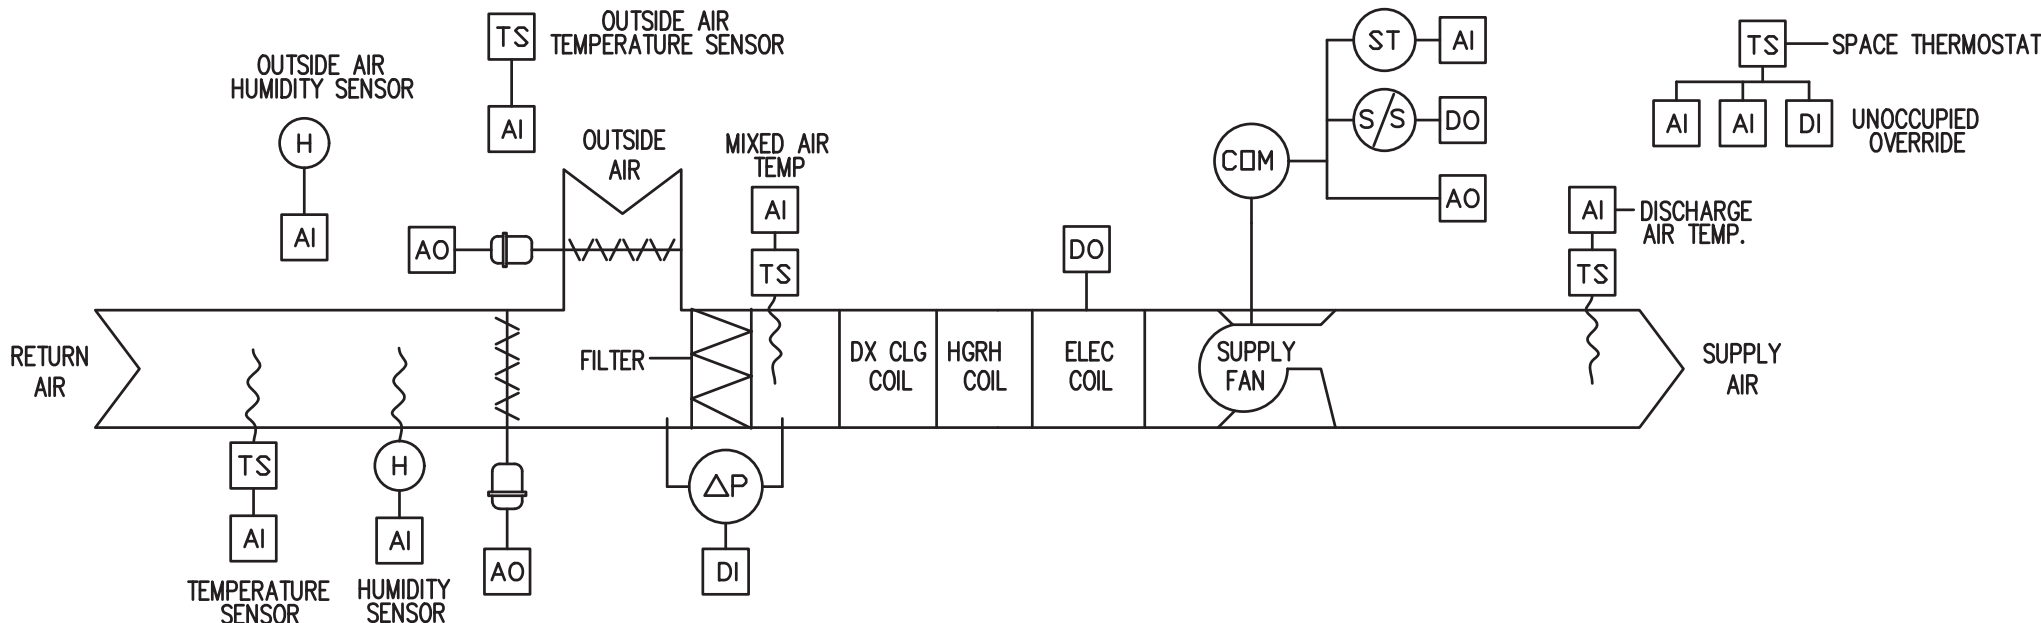 TS
OUTSIDE AIR
TEMPERATURE SENSOR
AI
OUTSIDE AIR
HUMIDITY SENSOR
H
AI
OUTSIDE
AIR
AO
MIXED AIR
TEMP
AI
TS
DO
COM
ST
AI
S/S
DO
AO
TS
SPACE THERMOSTAT
AI
AI
DI
UNOCCUPIED
OVERRIDE
AI
DISCHARGE
AIR TEMP.
TS
RETURN
AIR
FILTER
DX CLG
COIL
HGRH
COIL
ELEC
COIL
SUPPLY
FAN
SUPPLY
AIR
TS
AI
TEMPERATURE
SENSOR
H
AI
HUMIDITY
SENSOR
AO
△P
DI